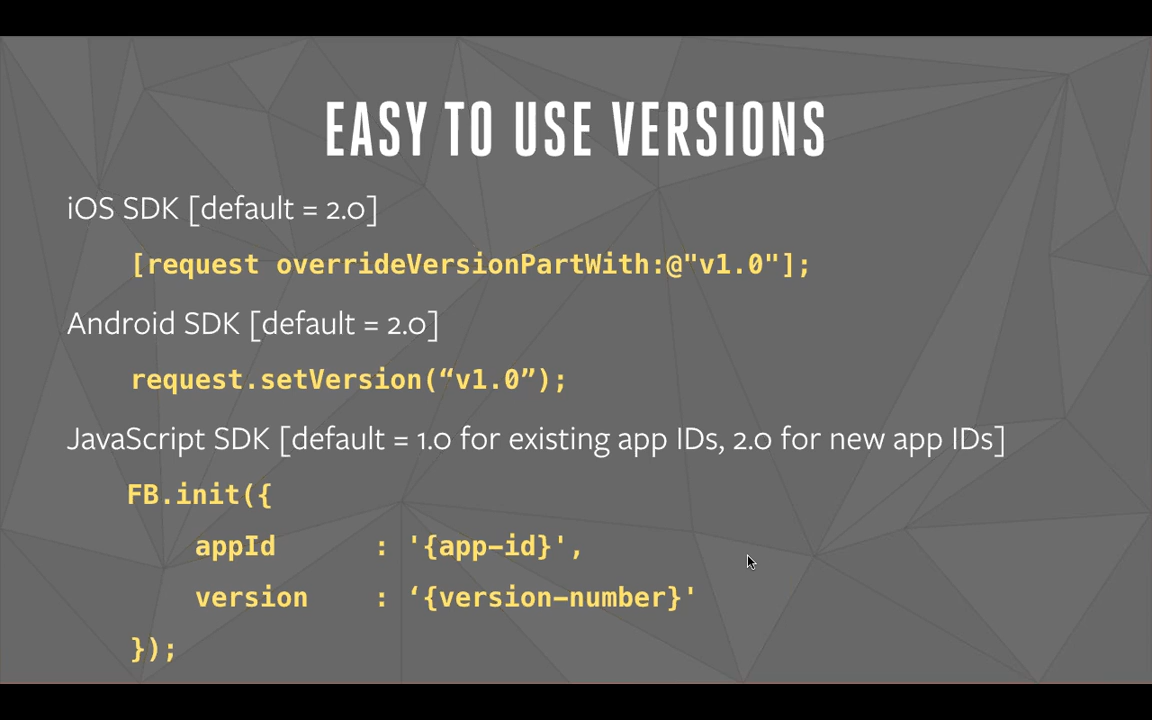 EASY TO USE VERSIONS
iOS SDK [default = 2.0]
[request overrideVersionPartWith:@"v1.0"];
Android SDK [default = 2.0]
request.setVersion(“v1.0”);
JavaScript SDK [default = 1.0 for existing app IDs, 2.0 for new app IDs]
FB.init({
appId : '{app–id}',
version : ‘{version–number}'
});